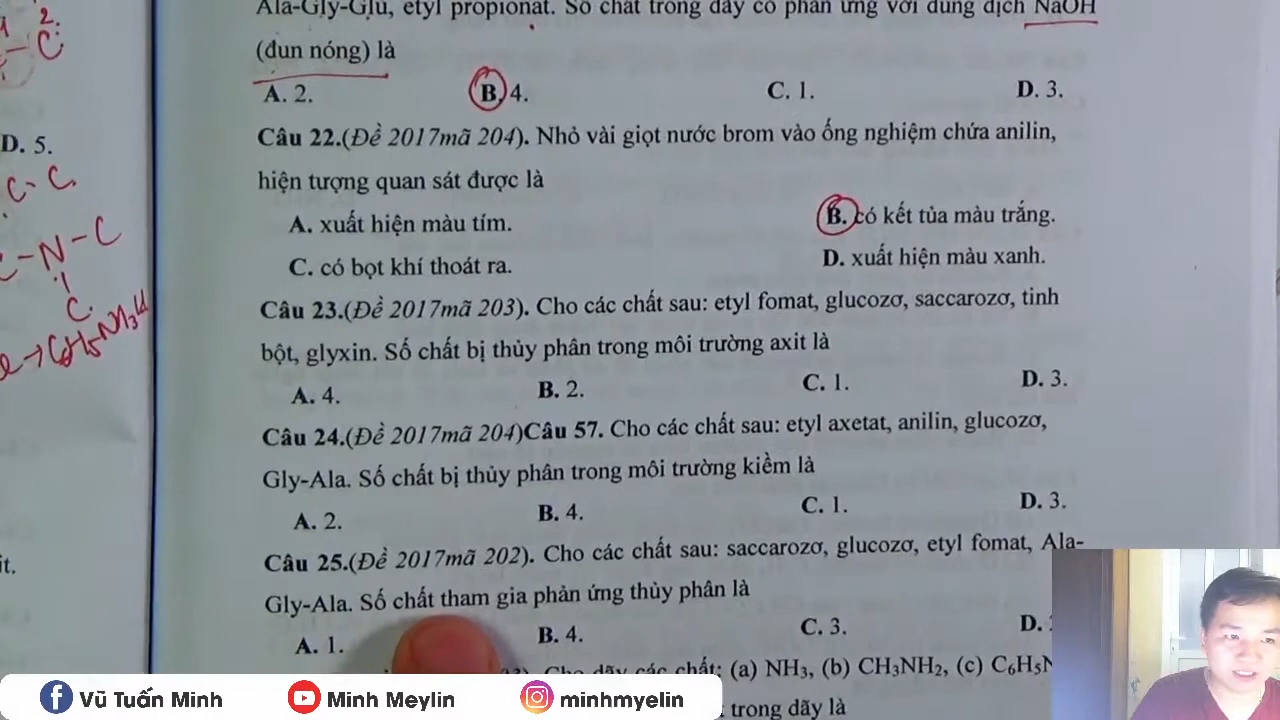 Ala-Gly-Glu, etyl propionat. Số chất trong dãy có phản ứng với dung dịch NaOH
(đun nóng) là
A. 2. B. 4. C. 1. D. 3.
Câu 22.(Đề 2017mã 204). Nhỏ vài giọt nước brom vào ống nghiệm chứa anilin,
hiện tượng quan sát được là
A. xuất hiện màu tím. B. có kết tủa màu trắng.
C. có bọt khí thoát ra. D. xuất hiện màu xanh.
Câu 23.(Đề 2017mã 203). Cho các chất sau: etyl fomat, glucozơ, saccarozơ, tinh
bột, glyxin. Số chất bị thủy phân trong môi trường axit là
A. 4. B. 2. C. 1. D. 3.
Câu 24.(Đề 2017mã 204)Câu 57. Cho các chất sau: etyl axetat, anilin, glucozơ,
Gly-Ala. Số chất bị thủy phân trong môi trường kiềm là
A. 2. B. 4. C. 1. D. 3.
Câu 25.(Đề 2017mã 202). Cho các chất sau: saccarozơ, glucozơ, etyl fomat, Ala-
Gly-Ala. Số chất tham gia phản ứng thủy phân là
A. 1. B. 4. C. 3. D.
Cho dãy các chất: (a) NH₃, (b) CH₃NH₂, (c) C₆H₅N
trong dãy là
2.
- C
D. 5.
C - C
- N - C
C.
→ C₆H₅NH₃Cl
it.
Vũ Tuấn Minh
Minh Meylin
minhmyelin